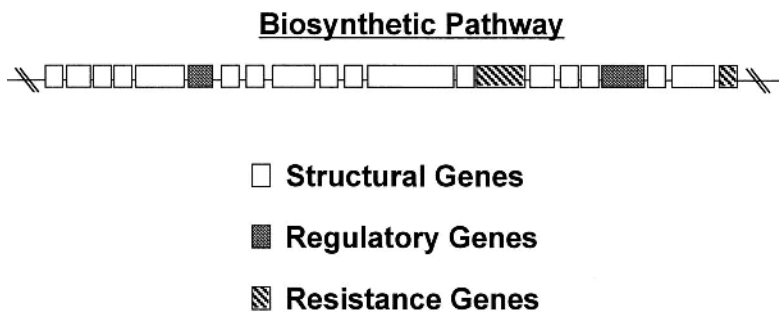 Biosynthetic Pathway
Structural Genes
Regulatory Genes
Resistance Genes